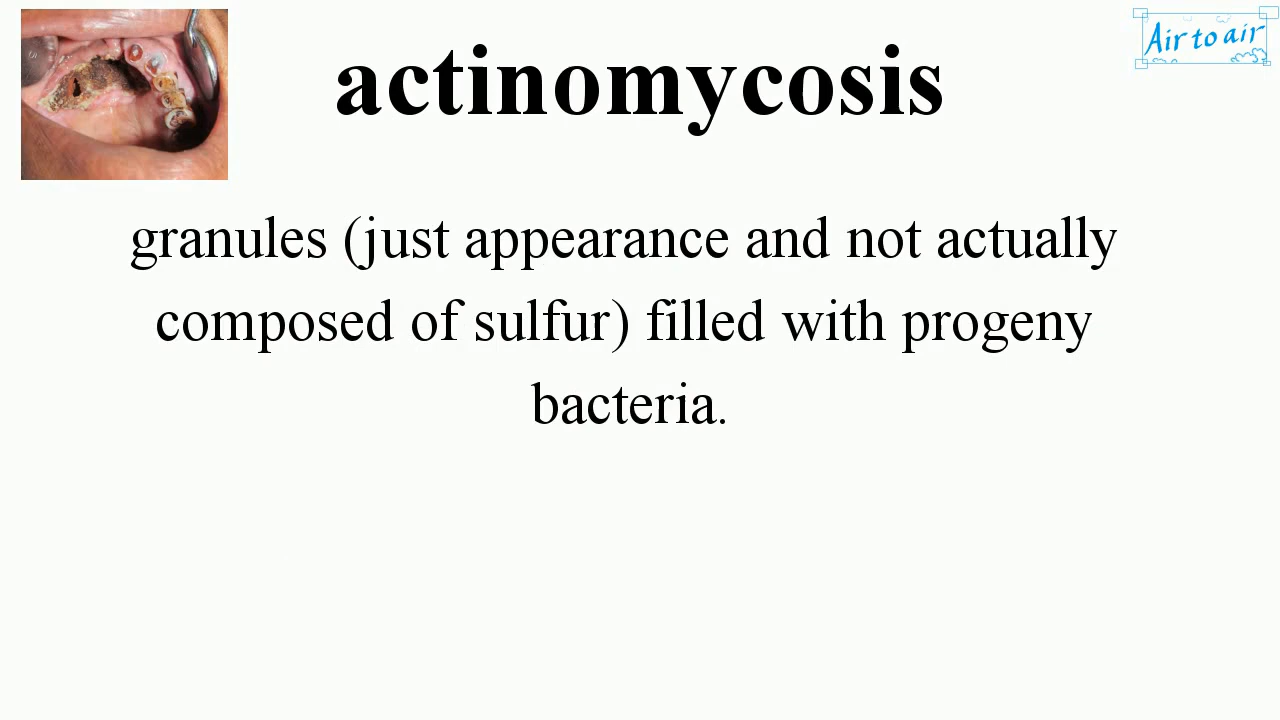 actinomycosis
Air to air
granules (just appearance and not actually
composed of sulfur) filled with progeny
bacteria.